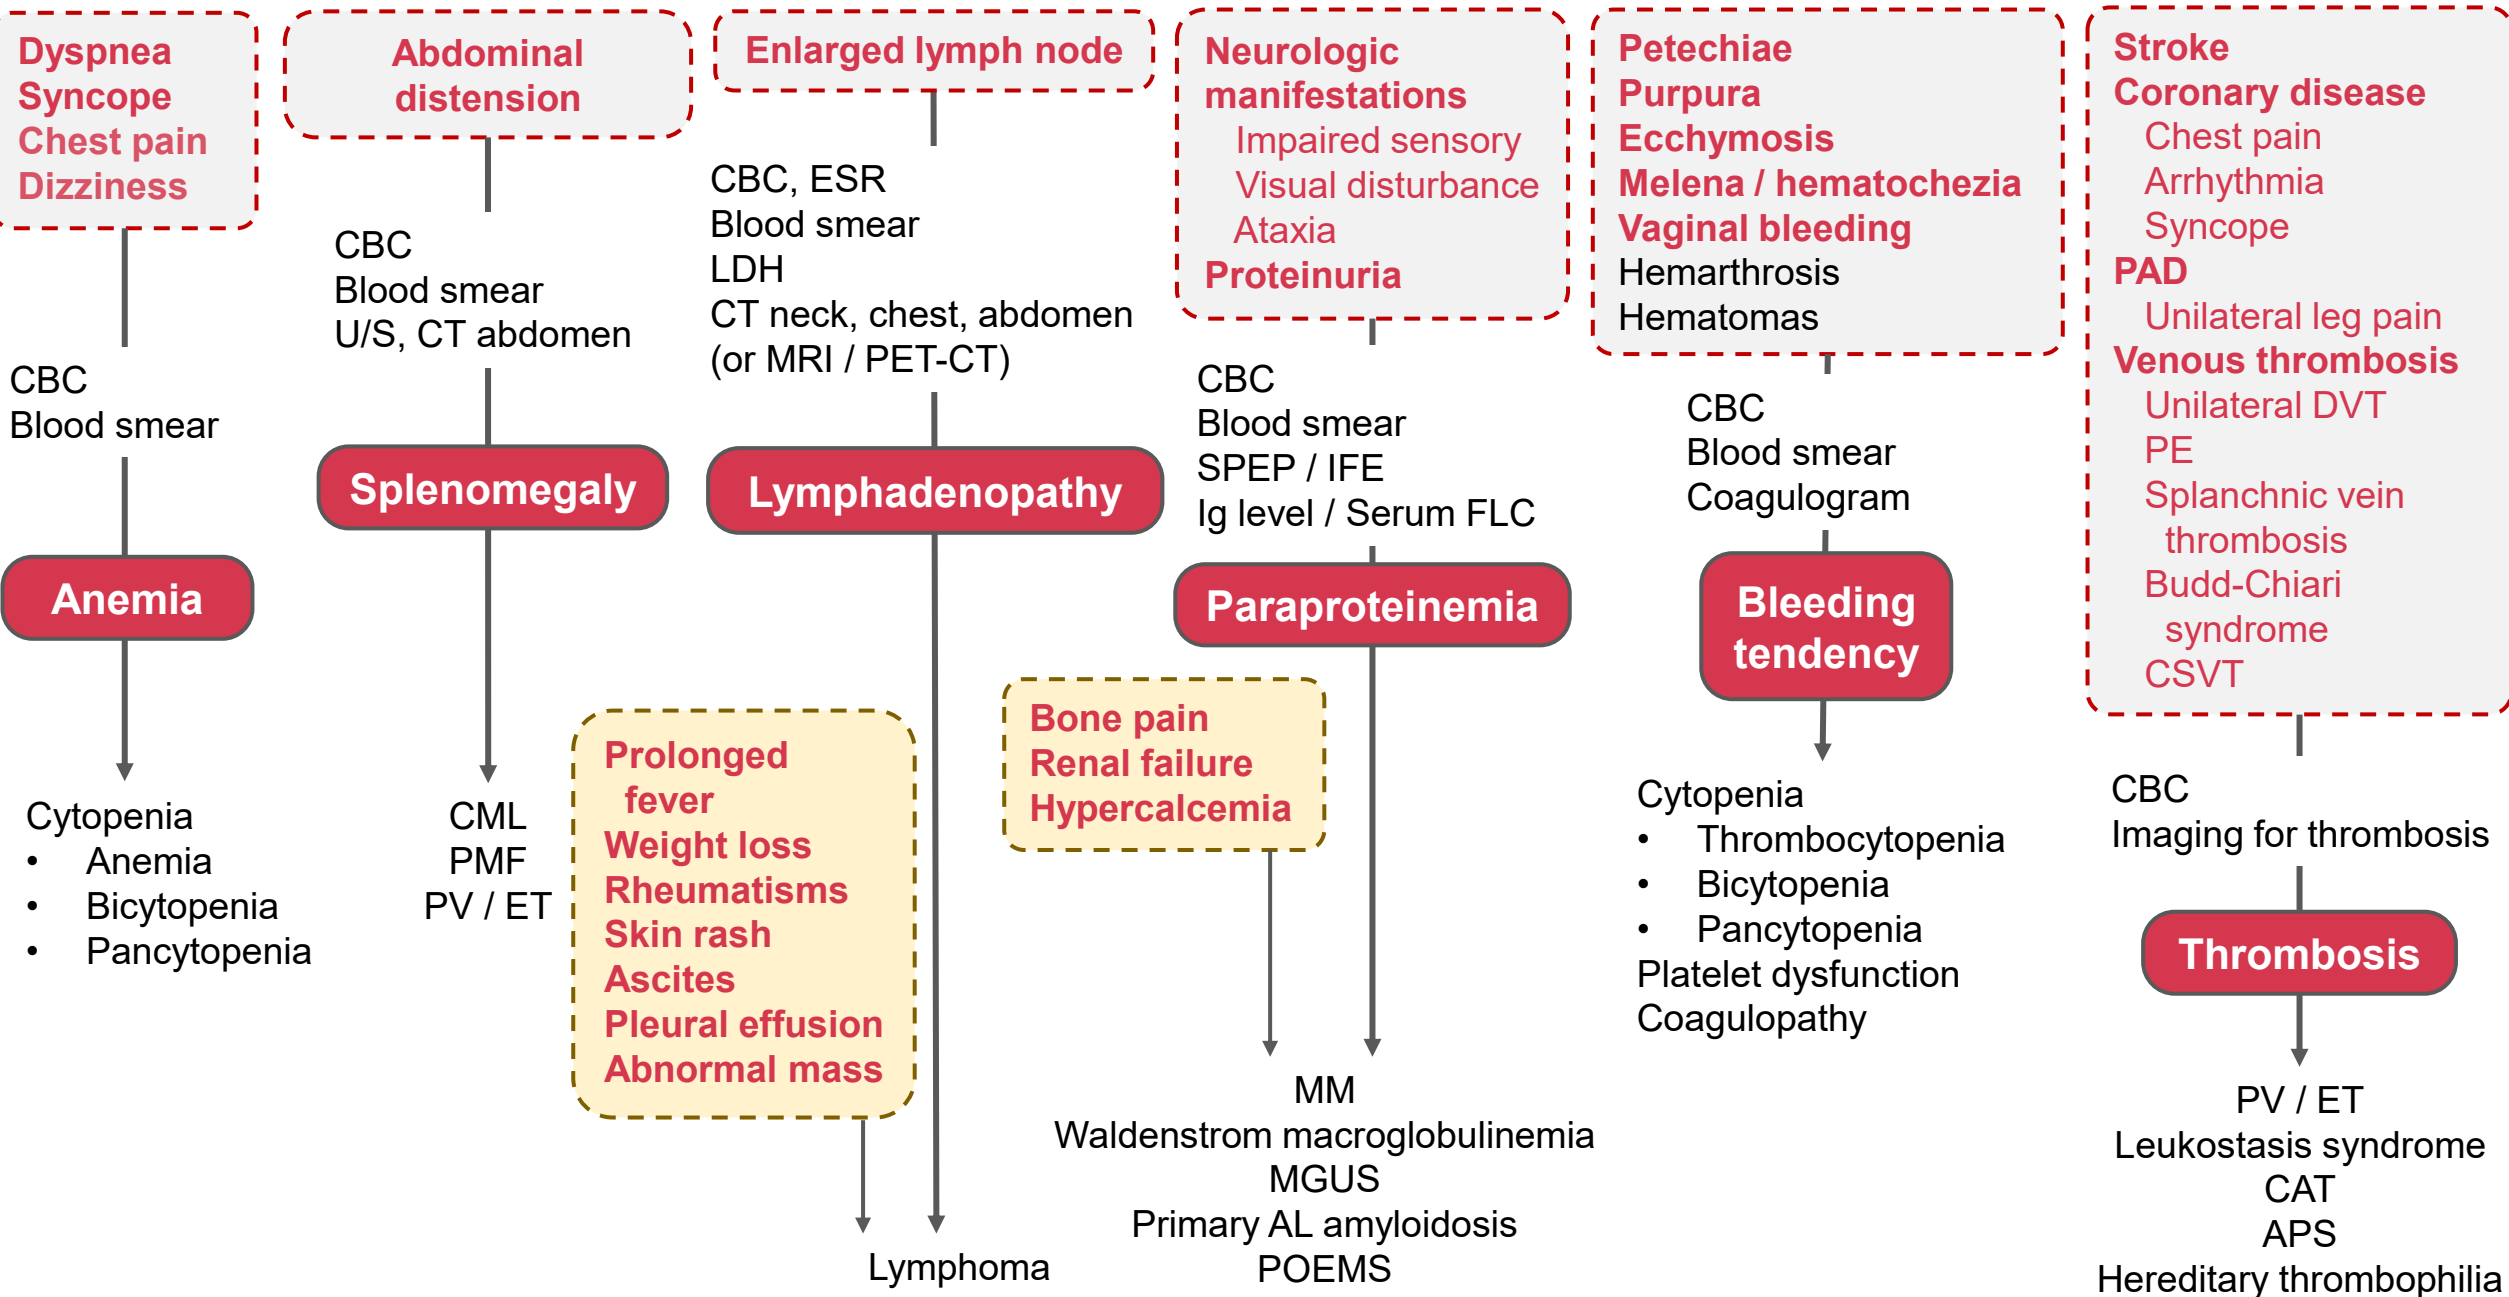 Dyspnea
Syncope
Chest pain
Dizziness
CBC
Blood smear
Anemia
Cytopenia
• Anemia
• Bicytopenia
• Pancytopenia
Abdominal
distension
CBC
Blood smear
U/S, CT abdomen
Splenomegaly
CML
PMF
PV / ET
Enlarged lymph node
CBC, ESR
Blood smear
LDH
CT neck, chest, abdomen
(or MRI / PET-CT)
Lymphadenopathy
Prolonged
fever
Weight loss
Rheumatisms
Skin rash
Ascites
Pleural effusion
Abnormal mass
Lymphoma
Neurologic
manifestations
Impaired sensory
Visual disturbance
Ataxia
Proteinuria
CBC
Blood smear
SPEP / IFE
Ig level / Serum FLC
Paraproteinemia
Bone pain
Renal failure
Hypercalcemia
MM
Waldenstrom macroglobulinemia
MGUS
Primary AL amyloidosis
POEMS
Petechiae
Purpura
Ecchymosis
Melena / hematochezia
Vaginal bleeding
Hemarthrosis
Hematomas
CBC
Blood smear
Coagulogram
Bleeding
tendency
Cytopenia
• Thrombocytopenia
• Bicytopenia
• Pancytopenia
Platelet dysfunction
Coagulopathy
Stroke
Coronary disease
Chest pain
Arrhythmia
Syncope
PAD
Unilateral leg pain
Venous thrombosis
Unilateral DVT
PE
Splanchnic vein
thrombosis
Budd-Chiari
syndrome
CSVT
CBC
Imaging for thrombosis
Thrombosis
PV / ET
Leukostasis syndrome
CAT
APS
Hereditary thrombophilia